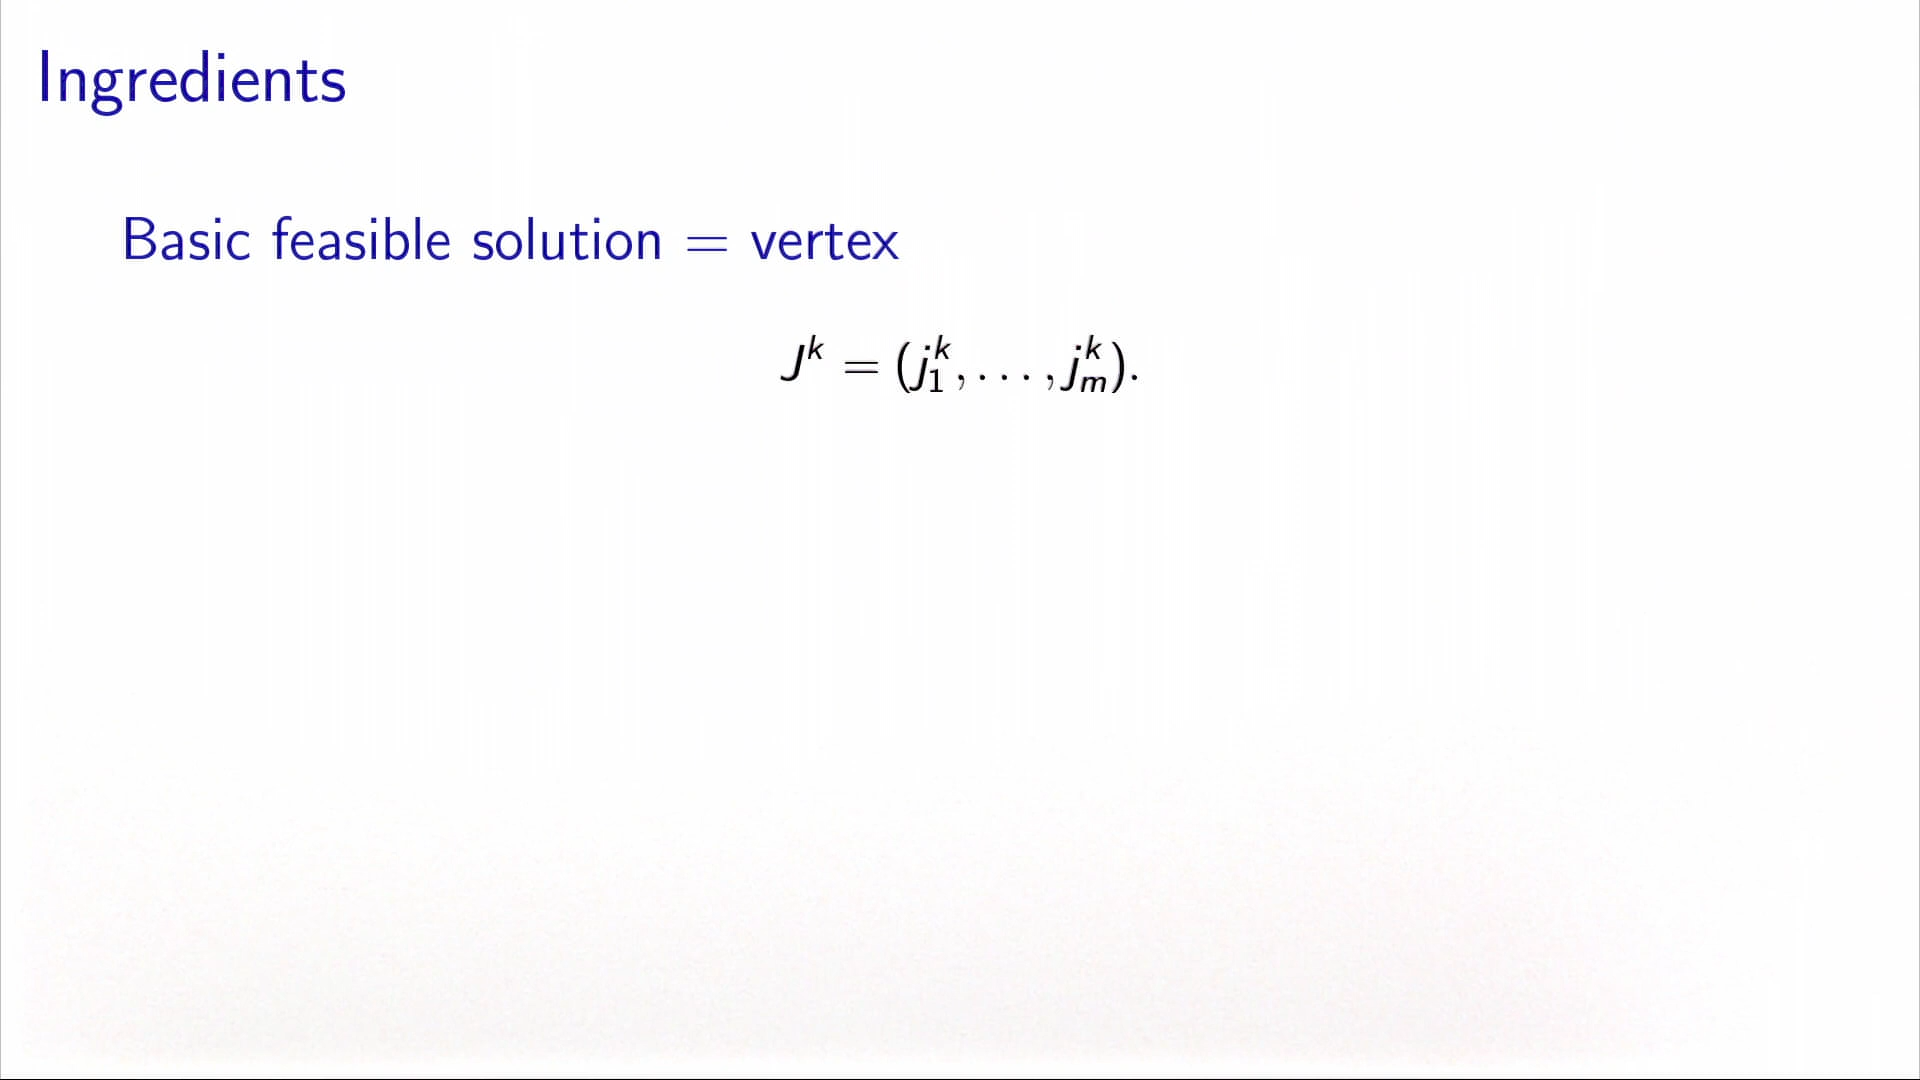 Ingredients
Basic feasible solution = vertex
J^k = (j_1^k, . . . , j_m^k).